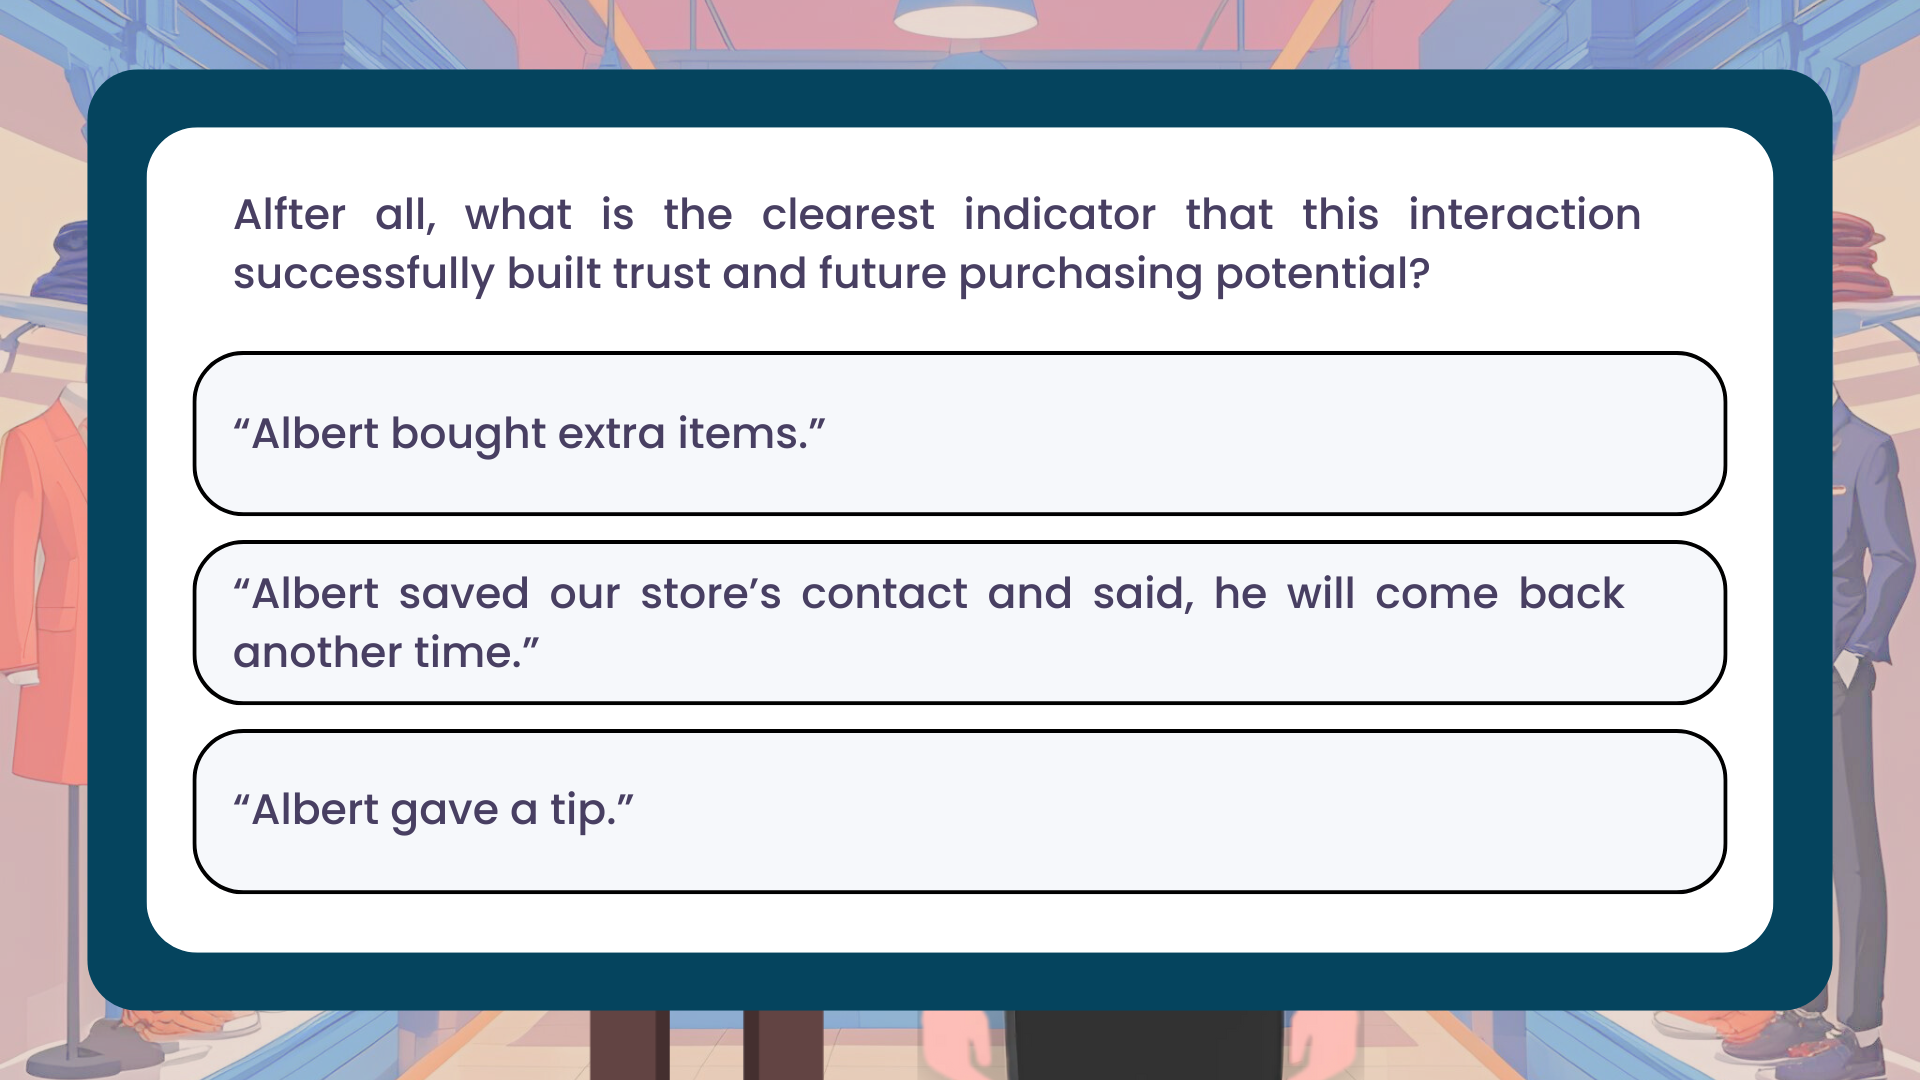 Alfter all, what is the clearest indicator that this interaction
successfully built trust and future purchasing potential?
“Albert bought extra items.”
“Albert saved our store’s contact and said, he will come back
another time.”
“Albert gave a tip.”